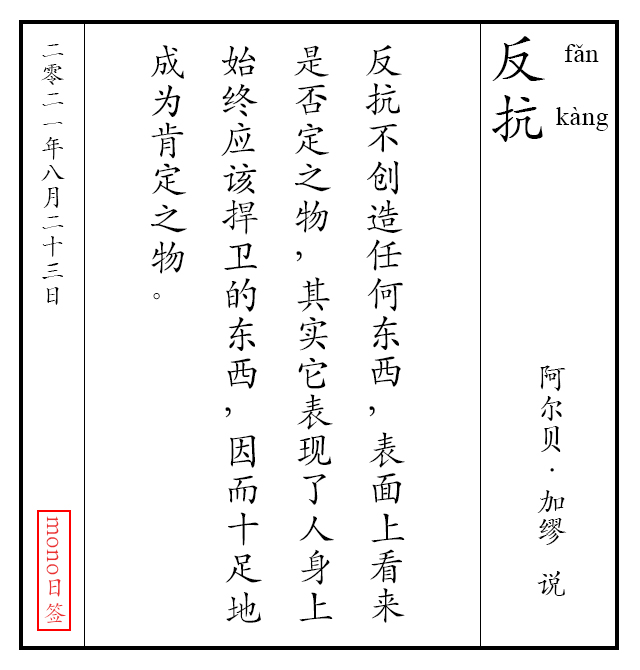 反抗
fǎn
kàng
阿尔贝·加缪 说
反抗不创造任何东西，表面上看来
是否定之物，其实它表现了人身上
始终应该捍卫的东西，因而十足地
成为肯定之物。
二零二一年八月二十三日
mono日签